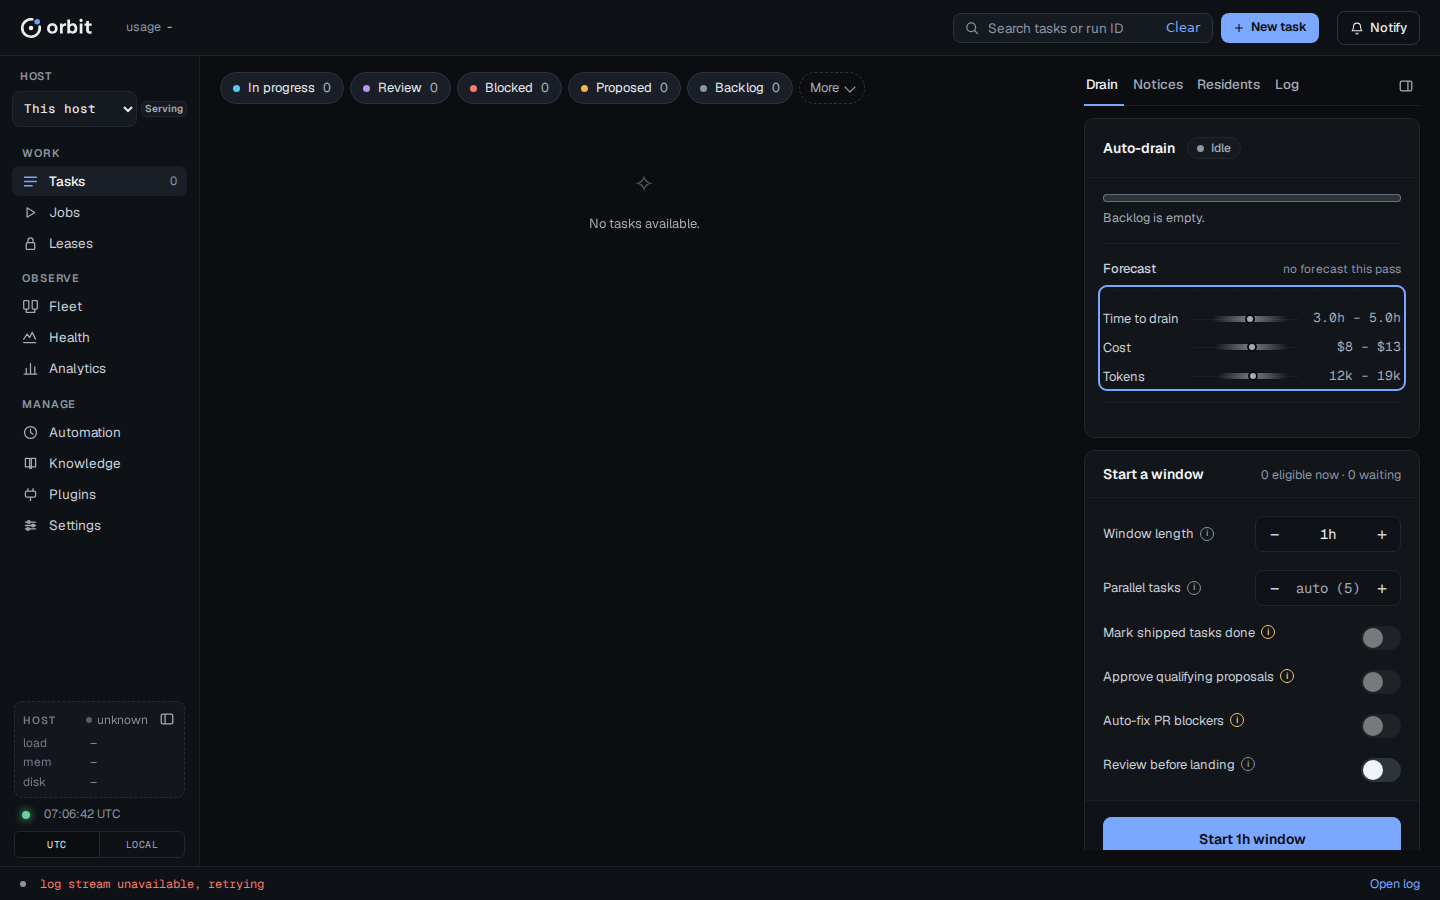 orbit
usage –
Search tasks or run ID
Clear
+ New task
Notify
HOST
This host
Serving
WORK
Tasks 0
Jobs
Leases
OBSERVE
Fleet
Health
Analytics
MANAGE
Automation
Knowledge
Plugins
Settings
HOST unknown
load –
mem –
disk –
07:06:42 UTC
UTC LOCAL
In progress 0
Review 0
Blocked 0
Proposed 0
Backlog 0
More
No tasks available.
Drain Notices Residents Log
Auto-drain Idle
Backlog is empty.
Forecast no forecast this pass
Time to drain 3.0h – 5.0h
Cost $8 – $13
Tokens 12k – 19k
Start a window 0 eligible now · 0 waiting
Window length − 1h +
Parallel tasks − auto (5) +
Mark shipped tasks done
Approve qualifying proposals
Auto-fix PR blockers
Review before landing
Start 1h window
log stream unavailable, retrying
Open log